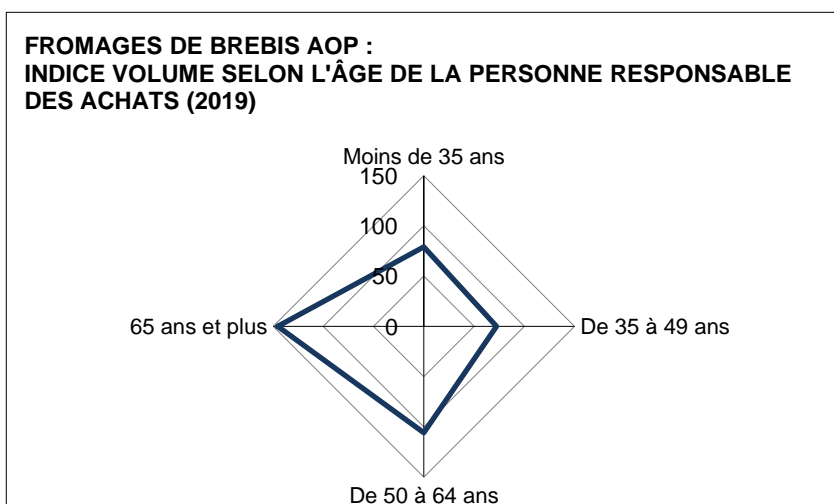 FROMAGES DE BREBIS AOP :
INDICE VOLUME SELON L'ÂGE DE LA PERSONNE RESPONSABLE
DES ACHATS (2019)
Moins de 35 ans
150
100
50
65 ans et plus
0
De 35 à 49 ans
De 50 à 64 ans